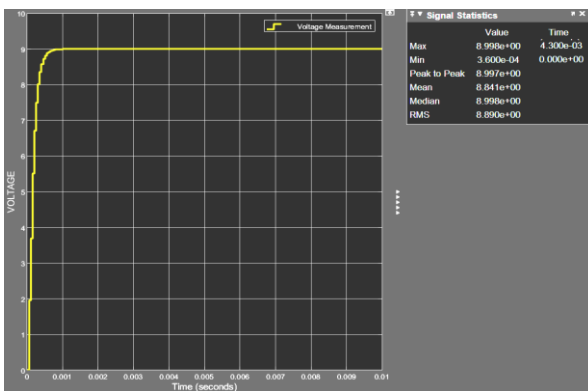 Voltage Measurement
10
9
8
7
6
5
4
3
2
1
0
VOLTAGE
0 0.001 0.002 0.003 0.004 0.005 0.006 0.007 0.008 0.009 0.01
Time (seconds)
Signal Statistics
Value Time
Max 8.998e+00 4.300e-03
Min 3.600e-04 0.000e+00
Peak to Peak 8.997e+00
Mean 8.841e+00
Median 8.998e+00
RMS 8.890e+00